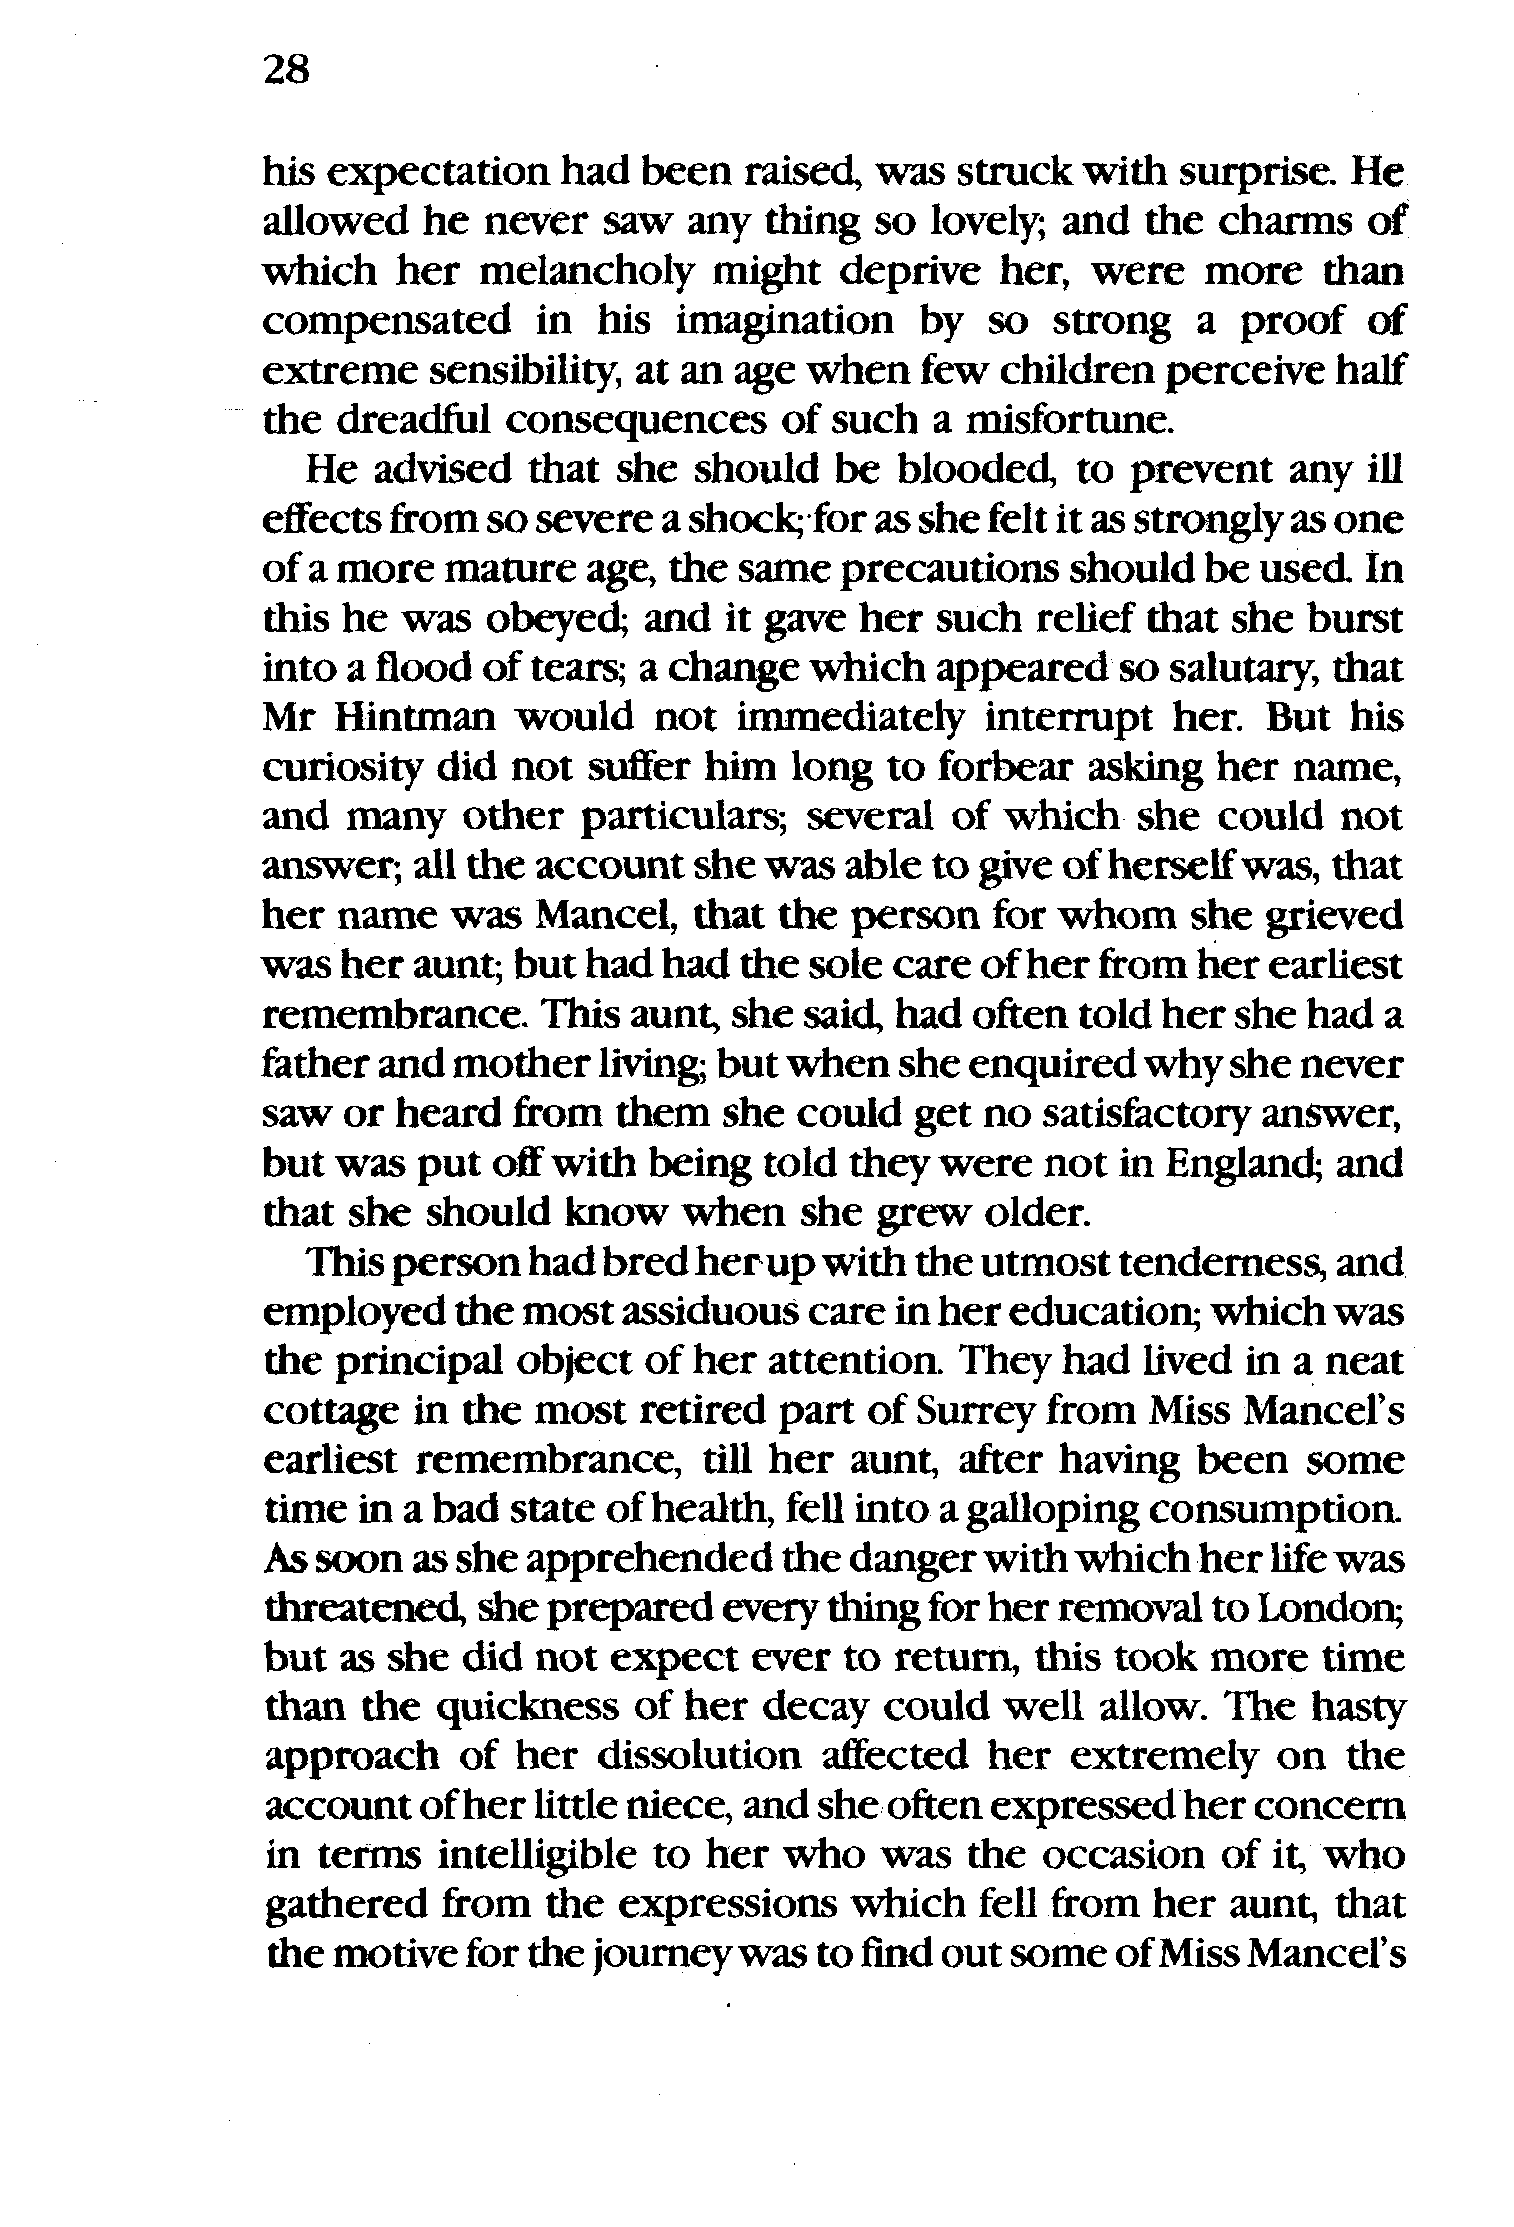 28
his expectation had been raised, was struck with surprise. He
allowed he never saw any thing so lovely; and the charms of
which her melancholy might deprive her, were more than
compensated in his imagination by so strong a proof of
extreme sensibility, at an age when few children perceive half
the dreadful consequences of such a misfortune.
He advised that she should be blooded, to prevent any ill
effects from so severe a shock; for as she felt it as strongly as one
of a more mature age, the same precautions should be used. In
this he was obeyed; and it gave her such relief that she burst
into a flood of tears; a change which appeared so salutary, that
Mr Hintman would not immediately interrupt her. But his
curiosity did not suffer him long to forbear asking her name,
and many other particulars; several of which she could not
answer; all the account she was able to give of herself was, that
her name was Mancel, that the person for whom she grieved
was her aunt; but had had the sole care of her from her earliest
remembrance. This aunt, she said, had often told her she had a
father and mother living; but when she enquired why she never
saw or heard from them she could get no satisfactory answer,
but was put off with being told they were not in England; and
that she should know when she grew older.
This person had bred her up with the utmost tenderness, and
employed the most assiduous care in her education; which was
the principal object of her attention. They had lived in a neat
cottage in the most retired part of Surrey from Miss Mancel's
earliest remembrance, till her aunt, after having been some
time in a bad state of health, fell into a galloping consumption.
As soon as she apprehended the danger with which her life was
threatened, she prepared every thing for her removal to London;
but as she did not expect ever to return, this took more time
than the quickness of her decay could well allow. The hasty
approach of her dissolution affected her extremely on the
account of her little niece, and she often expressed her concern
in terms intelligible to her who was the occasion of it, who
gathered from the expressions which fell from her aunt, that
the motive for the journey was to find out some of Miss Mancel's